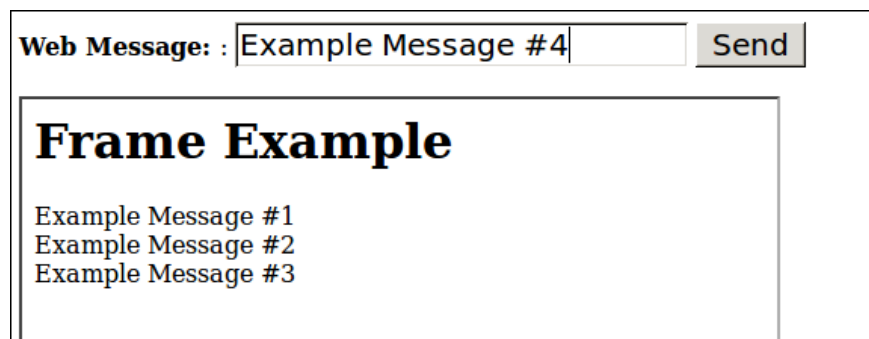 Web Message: : Example Message #4 Send
Frame Example
Example Message #1
Example Message #2
Example Message #3